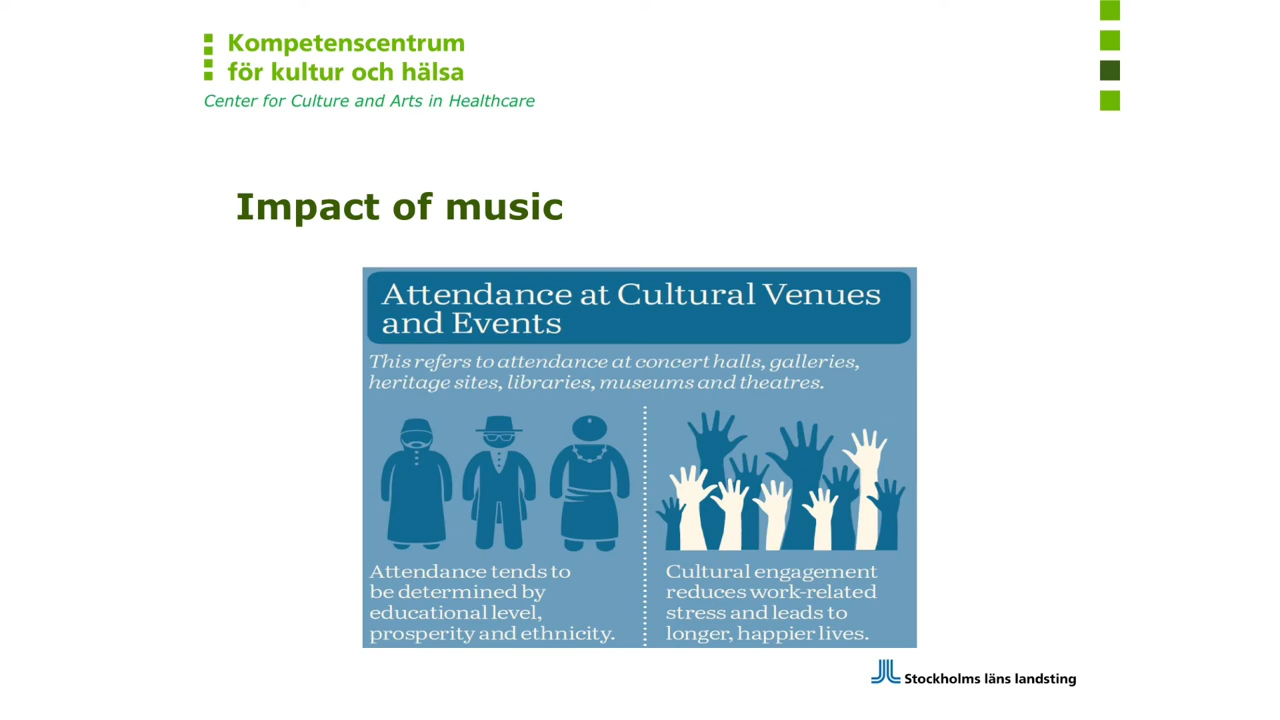 Kompetenscentrum
för kultur och hälsa
Center for Culture and Arts in Healthcare
Impact of music
Attendance at Cultural Venues
and Events
This refers to attendance at concert halls, galleries,
heritage sites, libraries, museums and theatres.
Attendance tends to
be determined by
educational level,
prosperity and ethnicity.
Cultural engagement
reduces work-related
stress and leads to
longer, happier lives.
Stockholms läns landsting